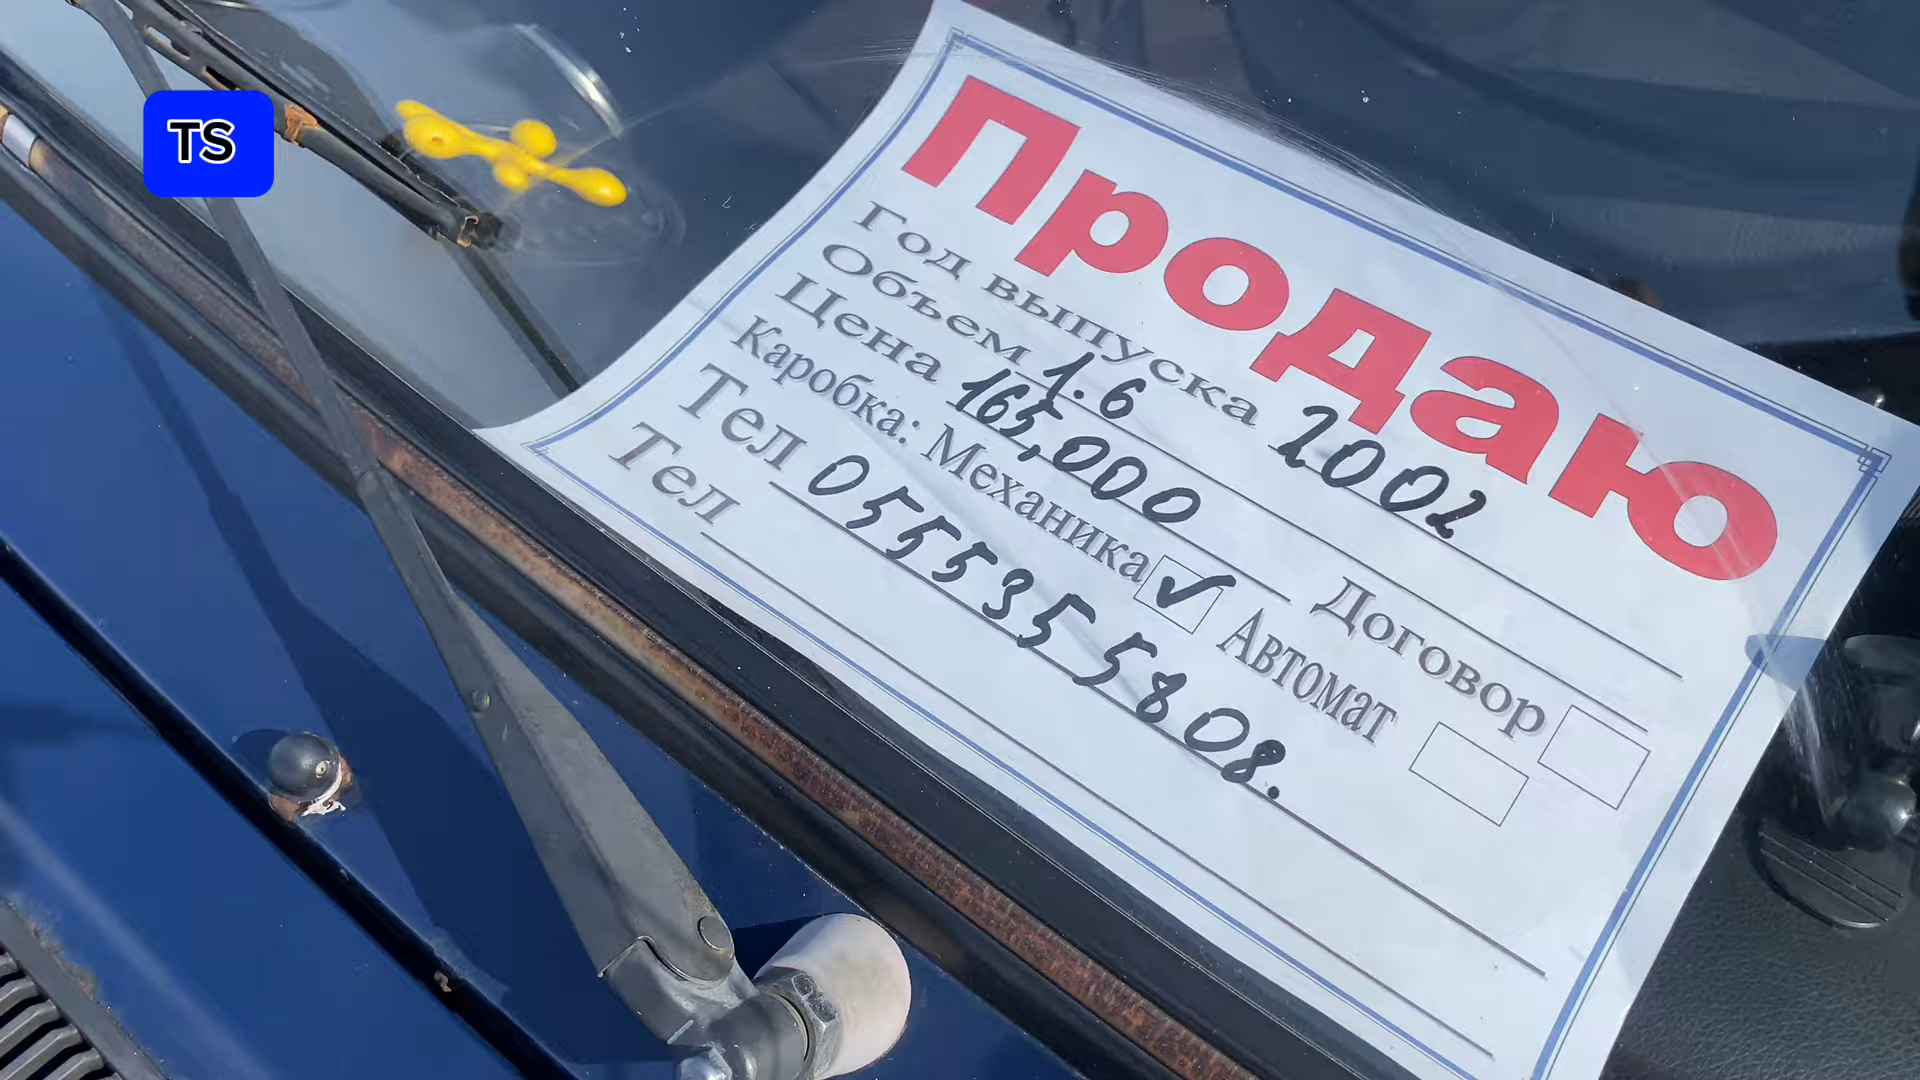 TS
Продаю
Год выпуска 2002
Объем 1.6
Цена 165,000 Договор
Каробка: Механика ✓ Автомат
Тел 0555355808.
Тел